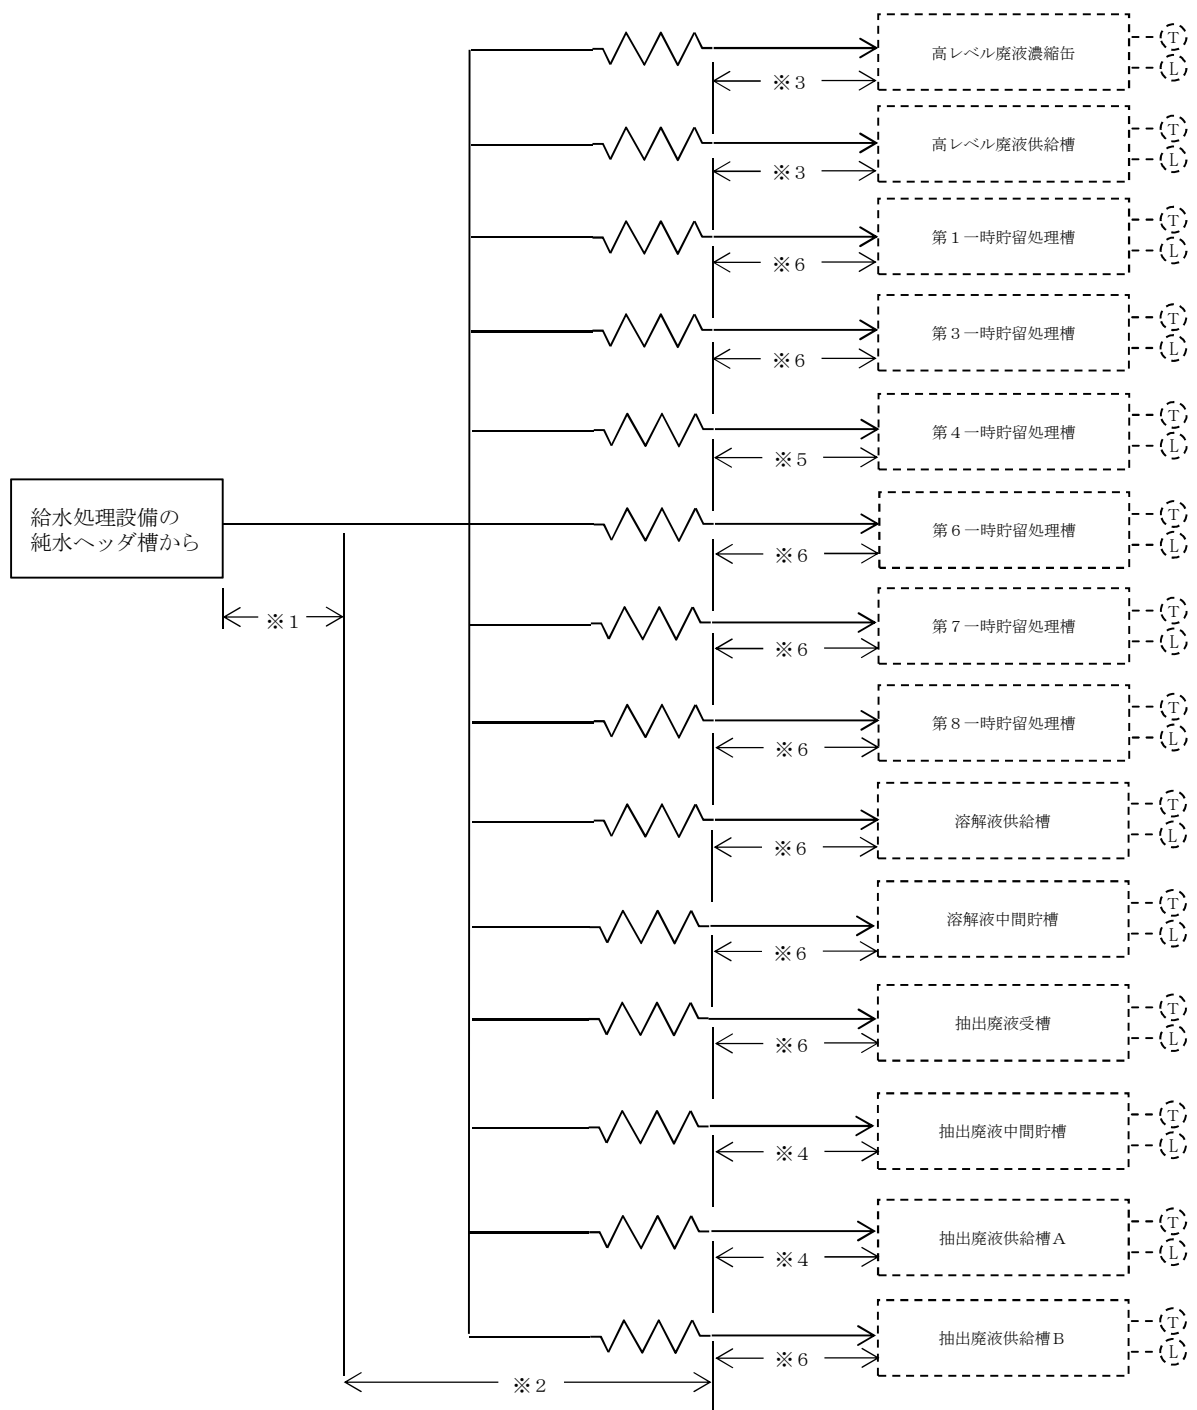 高レベル廃液濃縮缶
T
L
※3
高レベル廃液供給槽
T
L
※3
第1一時貯留処理槽
T
L
※6
第3一時貯留処理槽
T
L
※6
第4一時貯留処理槽
T
L
※5
給水処理設備の
純水ヘッダ槽から
第6一時貯留処理槽
T
L
※6
※1
第7一時貯留処理槽
T
L
※6
第8一時貯留処理槽
T
L
※6
溶解液供給槽
T
L
※6
溶解液中間貯槽
T
L
※6
抽出廃液受槽
T
L
※6
抽出廃液中間貯槽
T
L
※4
抽出廃液供給槽A
T
L
※4
抽出廃液供給槽B
T
L
※6
※2